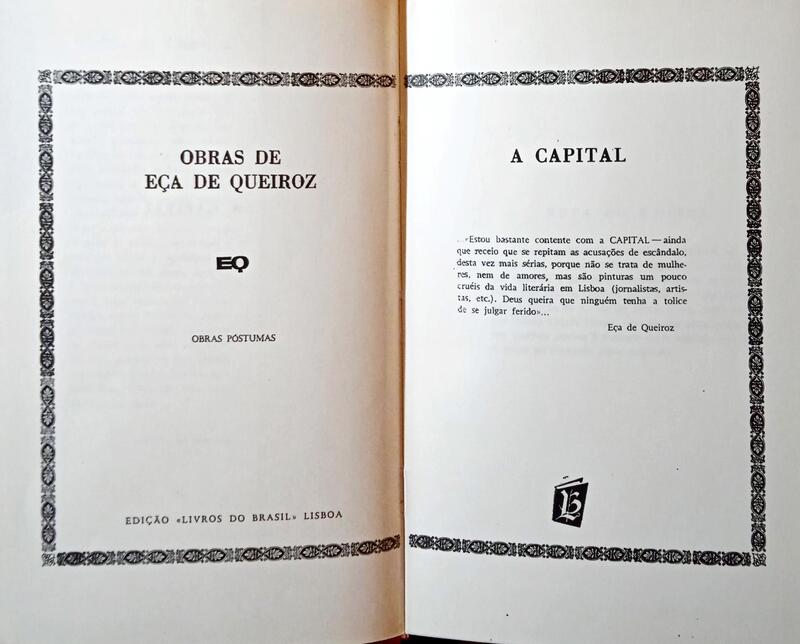 OBRAS DE
EÇA DE QUEIROZ
EQ
OBRAS PÓSTUMAS
EDIÇÃO «LIVROS DO BRASIL» LISBOA
A CAPITAL
...«Estou bastante contente com a CAPITAL — ainda
que receio que se repitam as acusações de escândalo,
desta vez mais sérias, porque não se trata de mulhe-
res, nem de amores, mas são pinturas um pouco
cruéis da vida literária em Lisboa (jornalistas, artis-
tas, etc.). Deus queira que ninguém tenha a tolice
de se julgar ferido»...
Eça de Queiroz
LB